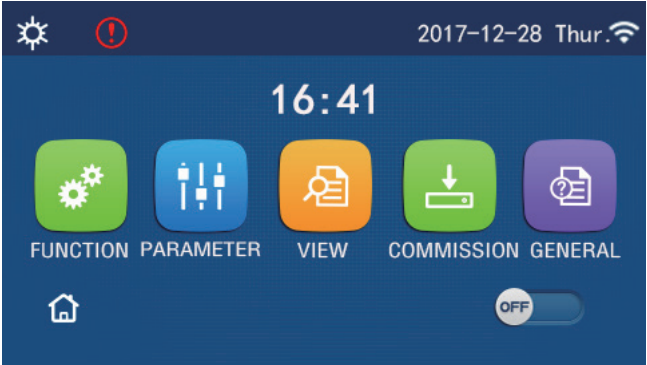 2017-12-28 Thur.
16:41
FUNCTION PARAMETER VIEW COMMISSION GENERAL
OFF